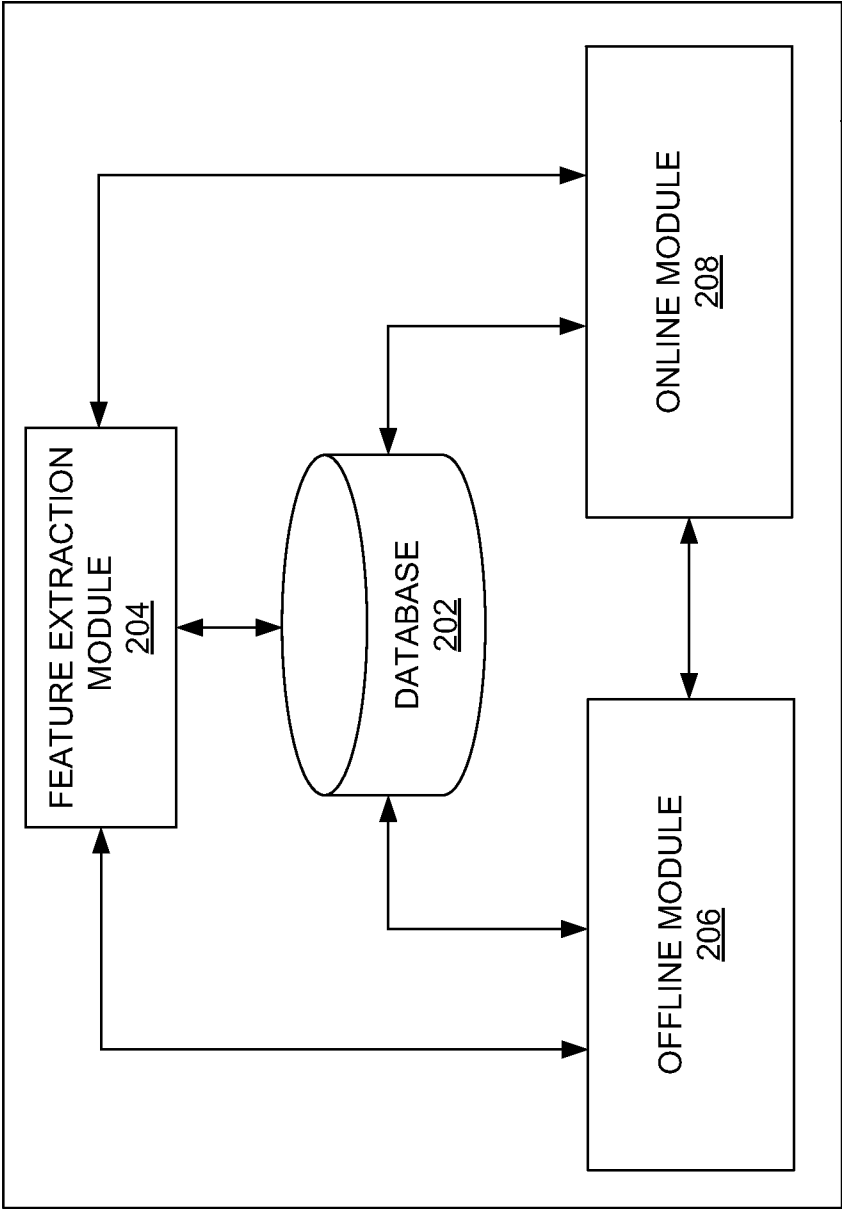 FEATURE EXTRACTION
MODULE
204
DATABASE
202
OFFLINE MODULE
206
ONLINE MODULE
208